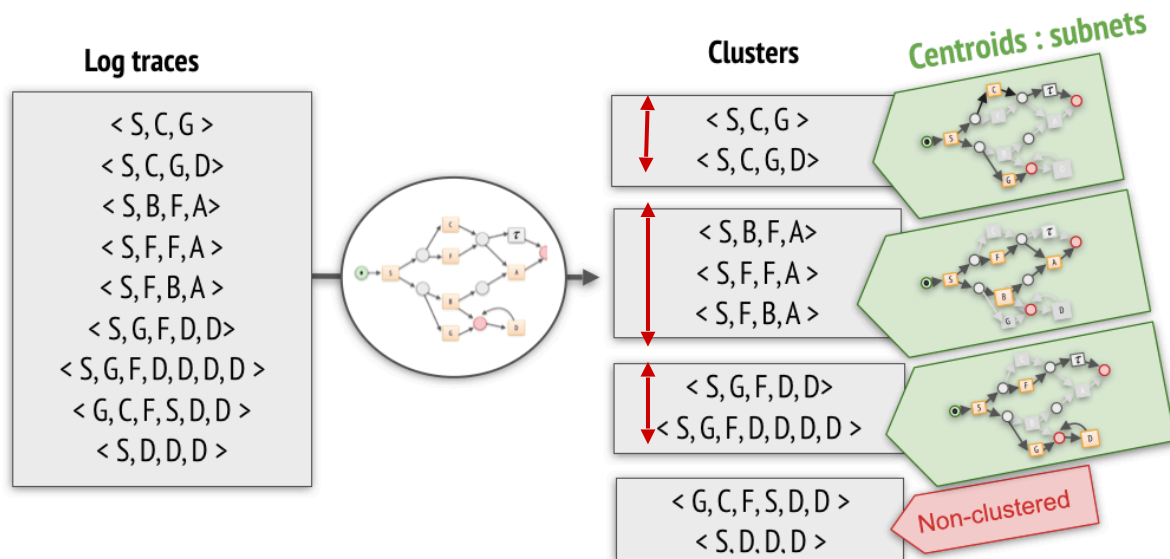 Log traces
< S, C, G >
< S, C, G, D>
< S, B, F, A>
< S, F, F, A >
< S, F, B, A >
< S, G, F, D, D>
< S, G, F, D, D, D, D >
< G, C, F, S, D, D >
< S, D, D, D >
S
C
F
B
G
τ
A
D
Clusters
< S, C, G >
< S, C, G, D>
< S, B, F, A>
< S, F, F, A >
< S, F, B, A >
< S, G, F, D, D>
< S, G, F, D, D, D, D >
< G, C, F, S, D, D >
< S, D, D, D >
Centroids : subnets
C
τ
S
G
τ
F
S
A
B
G
D
τ
F
S
G
D
Non-clustered